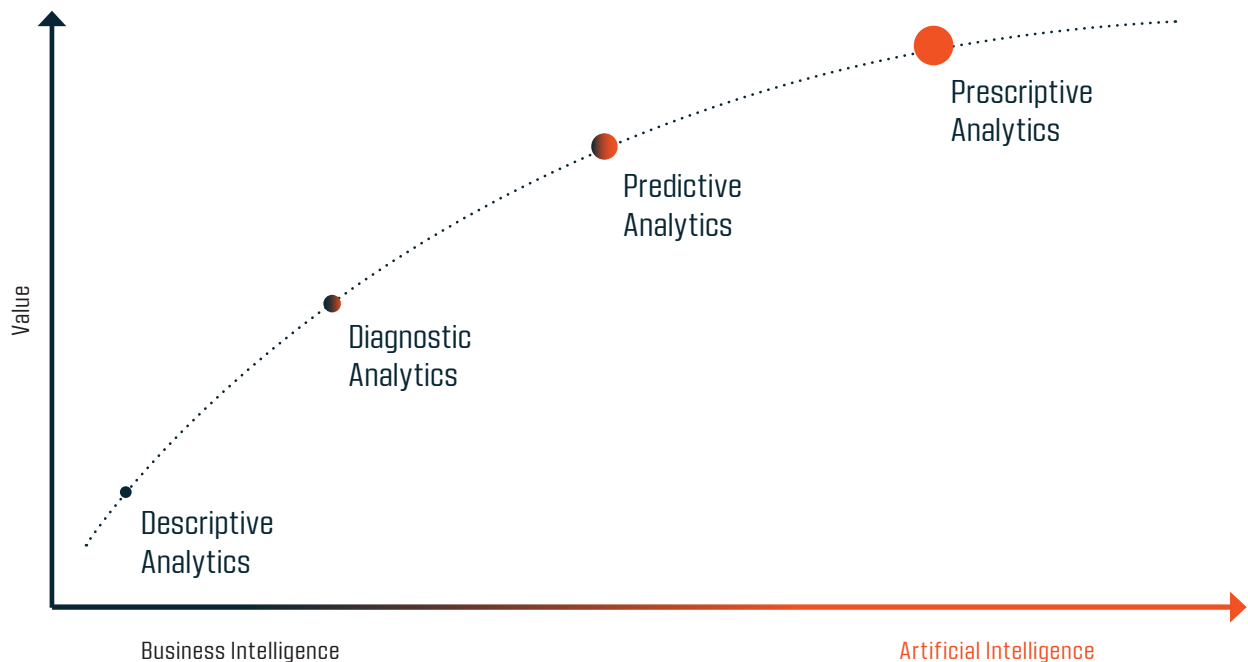 Prescriptive
Analytics
Predictive
Analytics
Value
Diagnostic
Analytics
Descriptive
Analytics
Business Intelligence
Artificial Intelligence